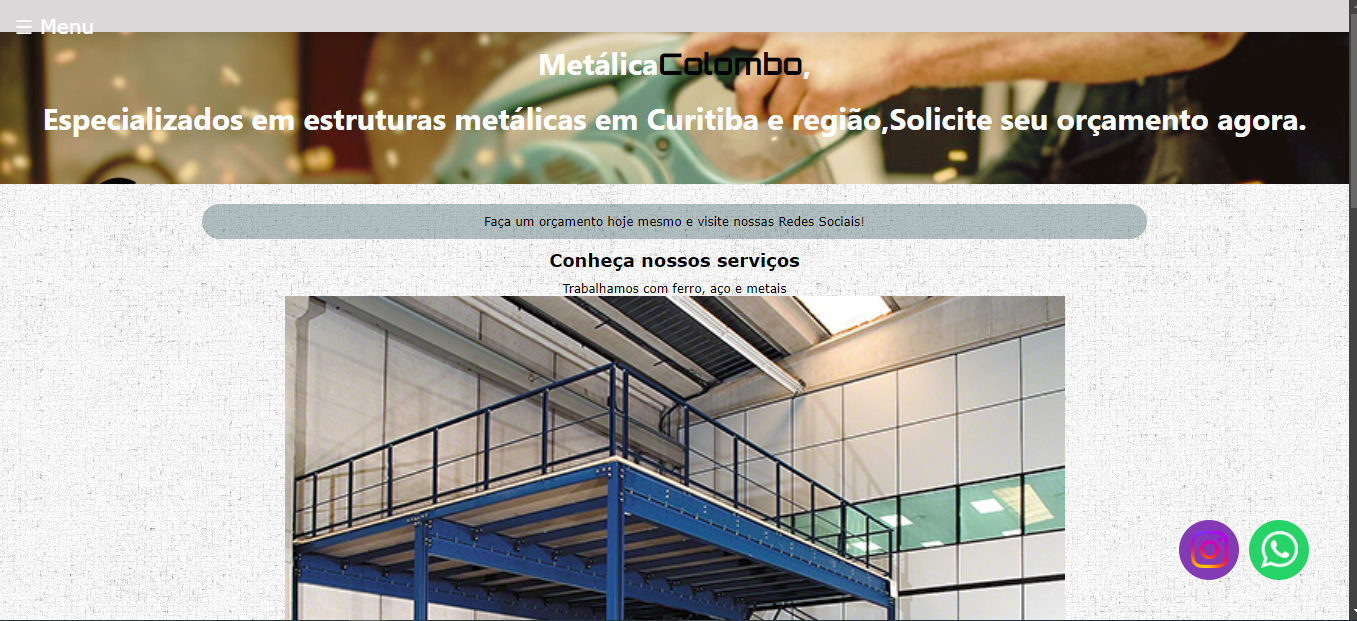 ☰ Menu
MetálicaColombo,
Especializados em estruturas metálicas em Curitiba e região,Solicite seu orçamento agora.
Faça um orçamento hoje mesmo e visite nossas Redes Sociais!
Conheça nossos serviços
Trabalhamos com ferro, aço e metais